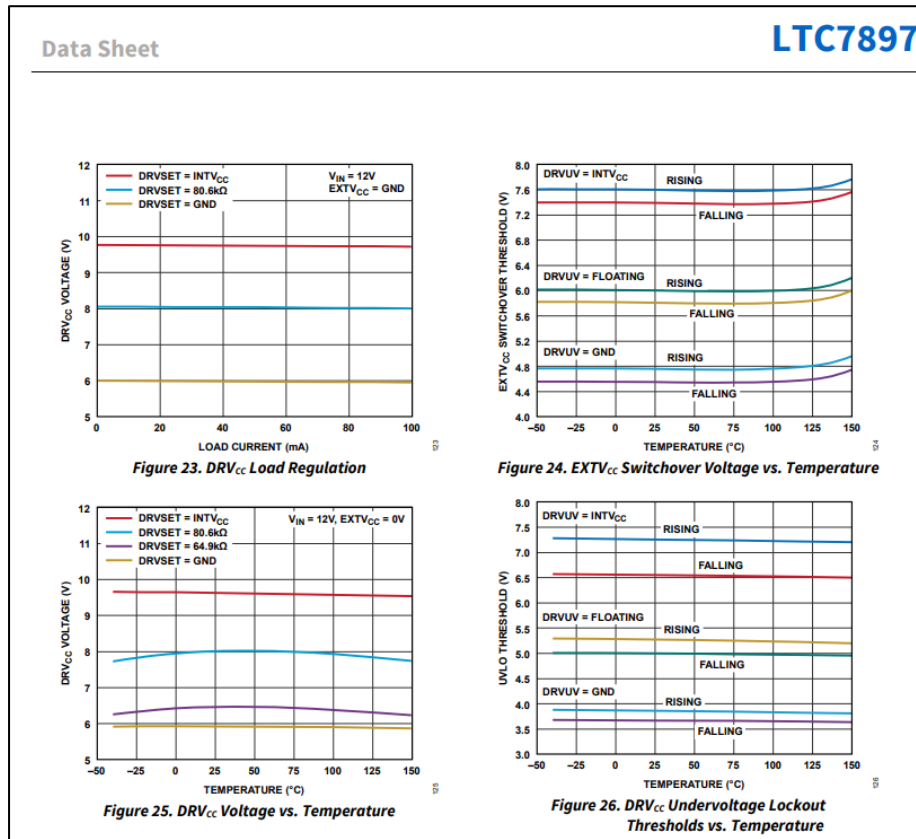 Data Sheet
LTC7897
12
11
10
9
8
7
6
5
DRVCC VOLTAGE (V)
DRVSET = INTVCC
DRVSET = 80.6kΩ
DRVSET = GND
VIN = 12V
EXTVCC = GND
0 20 40 60 80 100
LOAD CURRENT (mA)
123
Figure 23. DRVCC Load Regulation
8.0
7.6
7.2
6.8
6.4
6.0
5.6
5.2
4.8
4.4
4.0
EXTVCC SWITCHOVER THRESHOLD (V)
DRVUV = INTVCC
RISING
FALLING
DRVUV = FLOATING
RISING
FALLING
DRVUV = GND
RISING
FALLING
–50 –25 0 25 50 75 100 125 150
TEMPERATURE (°C)
124
Figure 24. EXTVCC Switchover Voltage vs. Temperature
12
11
10
9
8
7
6
5
DRVCC VOLTAGE (V)
DRVSET = INTVCC
DRVSET = 80.6kΩ
DRVSET = 64.9kΩ
DRVSET = GND
VIN = 12V, EXTVCC = 0V
–50 –25 0 25 50 75 100 125 150
TEMPERATURE (°C)
125
Figure 25. DRVCC Voltage vs. Temperature
8.0
7.5
7.0
6.5
6.0
5.5
5.0
4.5
4.0
3.5
3.0
UVLO THRESHOLD (V)
DRVUV = INTVCC
RISING
FALLING
DRVUV = FLOATING
RISING
FALLING
DRVUV = GND
RISING
FALLING
–50 –25 0 25 50 75 100 125 150
TEMPERATURE (°C)
126
Figure 26. DRVCC Undervoltage Lockout
Thresholds vs. Temperature